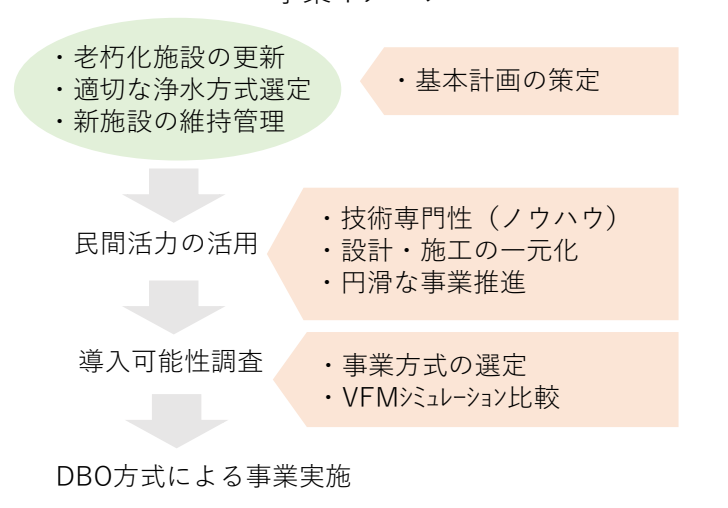 ・老朽化施設の更新
・適切な浄水方式選定
・新施設の維持管理
・基本計画の策定
民間活力の活用
・技術専門性（ノウハウ）
・設計・施工の一元化
・円滑な事業推進
導入可能性調査
・事業方式の選定
・VFMｼﾐｭﾚｰｼｮﾝ比較
DBO方式による事業実施